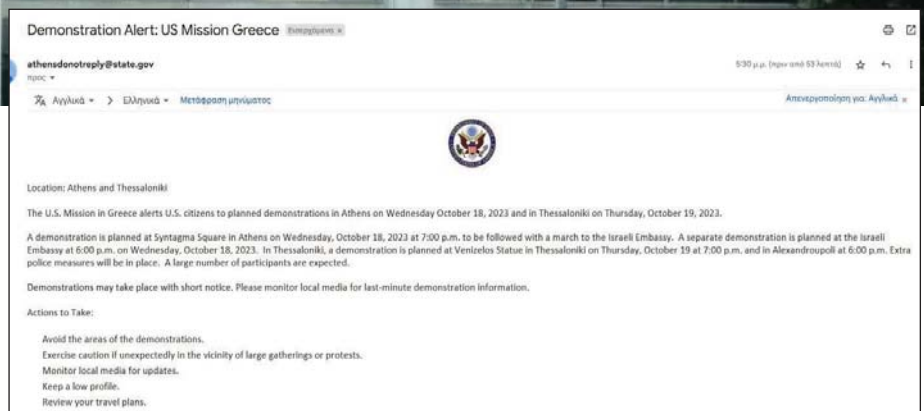 Demonstration Alert: US Mission Greece Εισερχόμενα ×
athensdonotreply@state.gov
5:30 μ.μ. (πριν από 53 λεπτά)
προς
Αγγλικά > Ελληνικά Μετάφραση μηνύματος
Απενεργοποίηση για: Αγγλικά ×
Location: Athens and Thessaloniki
The U.S. Mission in Greece alerts U.S. citizens to planned demonstrations in Athens on Wednesday October 18, 2023 and in Thessaloniki on Thursday, October 19, 2023.
A demonstration is planned at Syntagma Square in Athens on Wednesday, October 18, 2023 at 7:00 p.m. to be followed with a march to the Israeli Embassy. A separate demonstration is planned at the Israeli
Embassy at 6:00 p.m. on Wednesday, October 18, 2023. In Thessaloniki, a demonstration is planned at Venizelos Statue in Thessaloniki on Thursday, October 19 at 7:00 p.m. and in Alexandroupoli at 6:00 p.m. Extra
police measures will be in place. A large number of participants are expected.
Demonstrations may take place with short notice. Please monitor local media for last-minute demonstration information.
Actions to Take:
Avoid the areas of the demonstrations.
Exercise caution if unexpectedly in the vicinity of large gatherings or protests.
Monitor local media for updates.
Keep a low profile.
Review your travel plans.